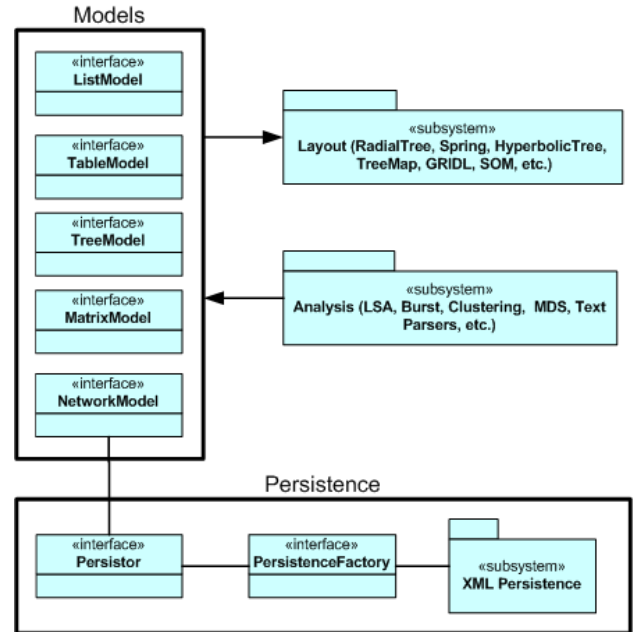 Models
«interface»
ListModel
«interface»
TableModel
«interface»
TreeModel
«interface»
MatrixModel
«interface»
NetworkModel
«subsystem»
Layout (RadialTree, Spring, HyperbolicTree,
TreeMap, GRIDL, SOM, etc.)
«subsystem»
Analysis (LSA, Burst, Clustering, MDS, Text
Parsers, etc.)
Persistence
«interface»
Persistor
«interface»
PersistenceFactory
«subsystem»
XML Persistence